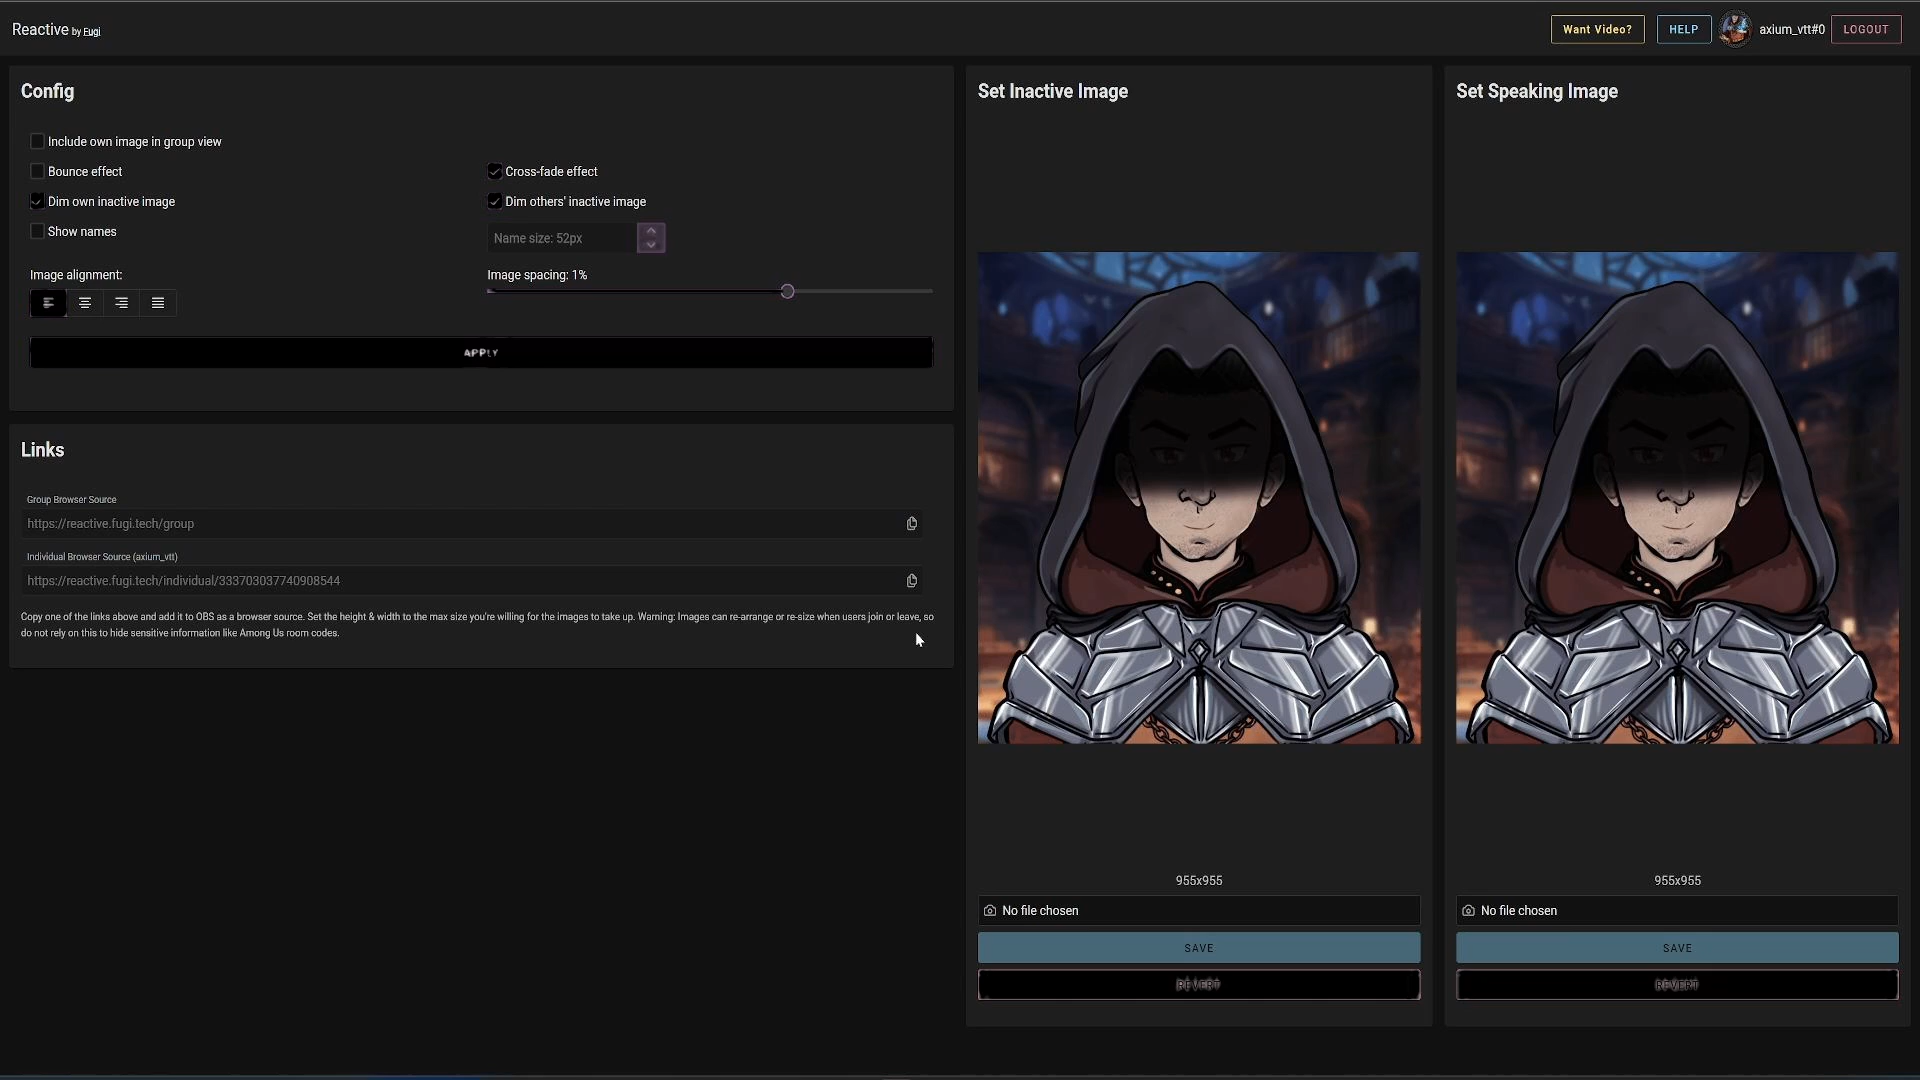 Reactive by Fugi
Want Video?
HELP
axium_vtt#0
LOGOUT
Config
Include own image in group view
Bounce effect
Cross-fade effect
Dim own inactive image
Dim others' inactive image
Show names
Name size: 52px
Image alignment:
Image spacing: 1%
APPLY
Links
Group Browser Source
https://reactive.fugi.tech/group
Individual Browser Source (axium_vtt)
https://reactive.fugi.tech/individual/333703037740908544
Copy one of the links above and add it to OBS as a browser source. Set the height & width to the max size you're willing for the images to take up. Warning: Images can re-arrange or re-size when users join or leave, so
do not rely on this to hide sensitive information like Among Us room codes.
Set Inactive Image
955x955
No file chosen
SAVE
REVERT
Set Speaking Image
955x955
No file chosen
SAVE
REVERT